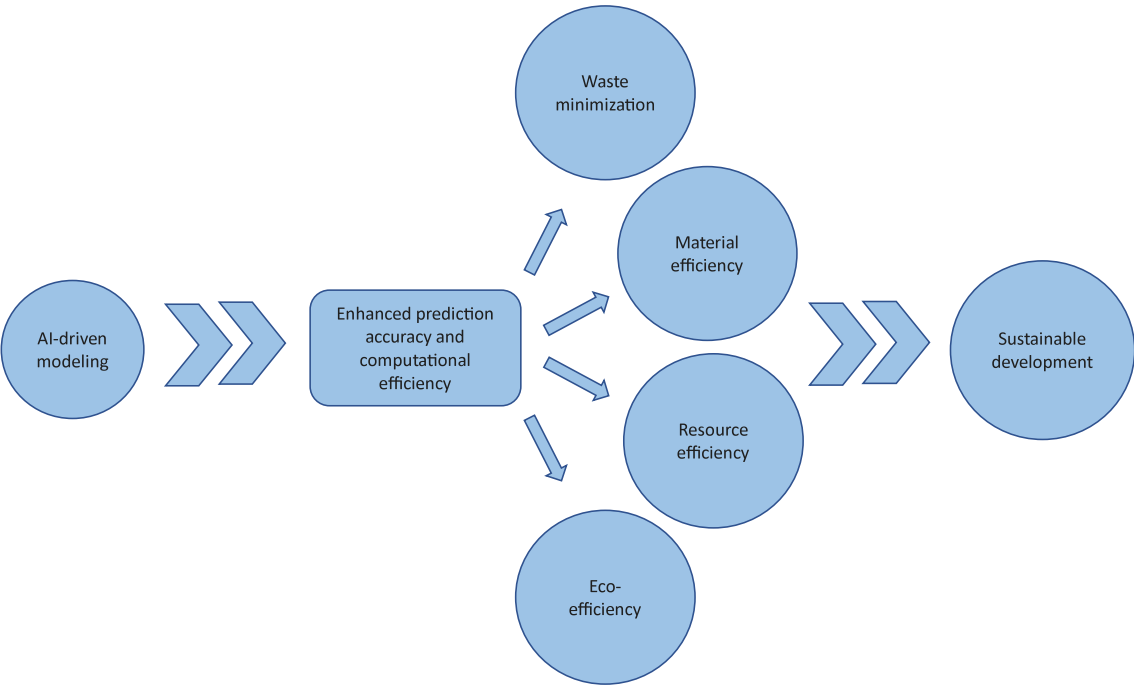 AI-driven
modeling
Enhanced prediction
accuracy and
computational
efficiency
Waste
minimization
Material
efficiency
Resource
efficiency
Eco-
efficiency
Sustainable
development